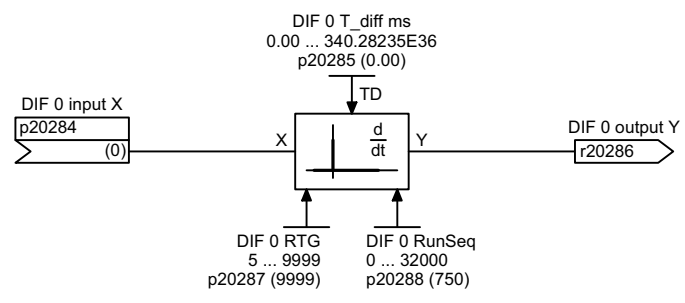 DIF 0 T_diff ms
0.00 ... 340.28235E36
p20285 (0.00)
TD
DIF 0 input X
p20284
(0)
X
d
dt
Y
DIF 0 output Y
r20286
DIF 0 RTG
5 ... 9999
p20287 (9999)
DIF 0 RunSeq
0 ... 32000
p20288 (750)